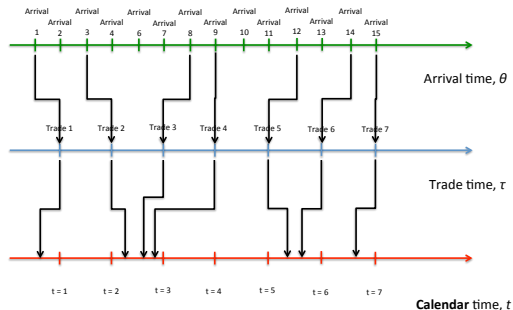 Arrival Arrival Arrival Arrival Arrival Arrival Arrival
Arrival Arrival Arrival Arrival Arrival Arrival Arrival
1 2 3 4 6 7 8 9 10 11 12 13 14 15
Arrival time, θ
Trade 1 Trade 2 Trade 3 Trade 4 Trade 5 Trade 6 Trade 7
Trade time, τ
t = 1 t = 2 t = 3 t = 4 t = 5 t = 6 t = 7
Calendar time, t